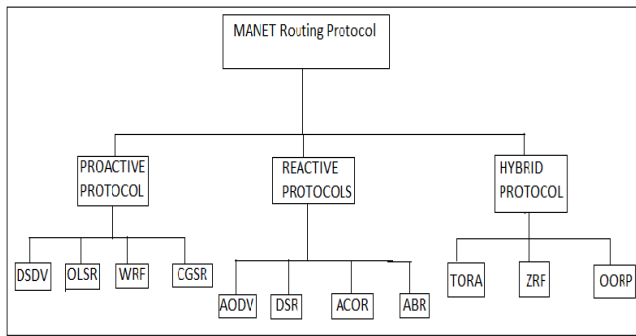 MANET Routing Protocol
PROACTIVE
PROTOCOL
REACTIVE
PROTOCOLS
HYBRID
PROTOCOL
DSDV
OLSR
WRF
CGSR
AODV
DSR
ACOR
ABR
TORA
ZRF
OORP